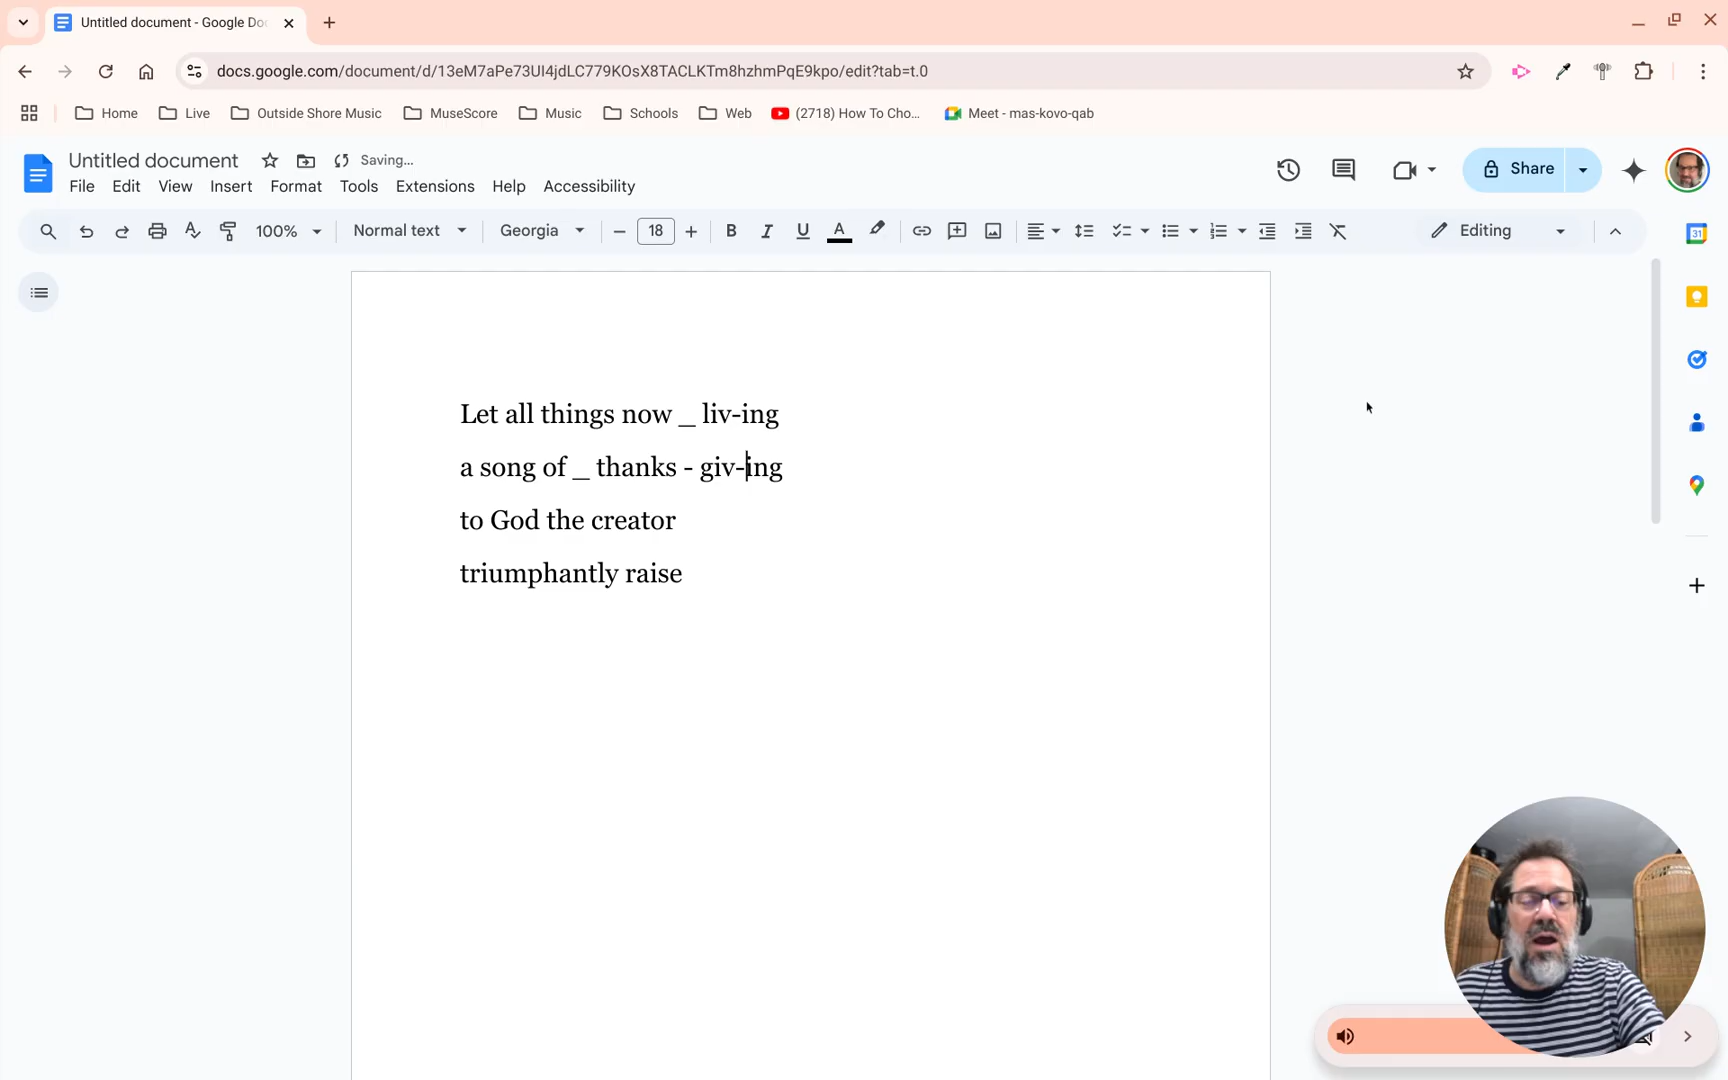 Untitled document - Google Do
docs.google.com/document/d/13eM7aPe73UI4jdLC779KOsX8TACLKTm8hzhmPqE9kpo/edit?tab=t.0
Home Live Outside Shore Music MuseScore Music Schools Web (2718) How To Cho... Meet - mas-kovo-qab
Untitled document Saving...
Share
File Edit View Insert Format Tools Extensions Help Accessibility
100% Normal text Georgia 18 B I U A Editing
31
Let all things now _ liv-ing
a song of _ thanks - giv-ing
to God the creator
triumphantly raise